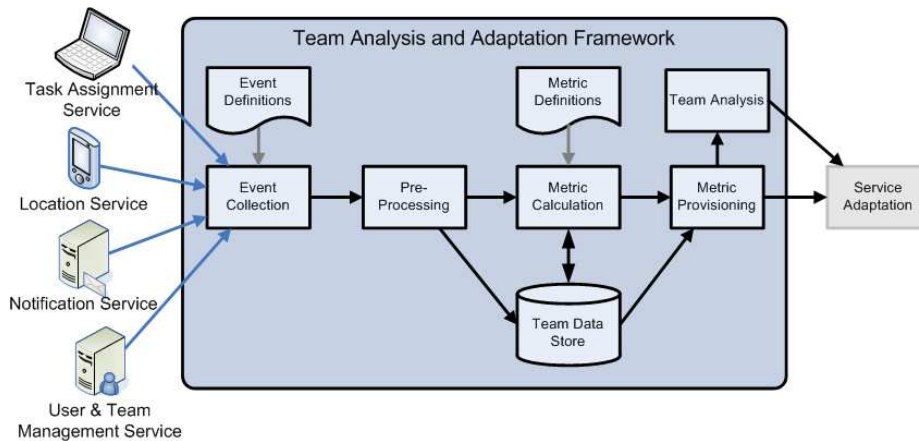 Team Analysis and Adaptation Framework
Task Assignment
Service
Location Service
Notification Service
User & Team
Management Service
Event
Definitions
Metric
Definitions
Team Analysis
Event
Collection
Pre-
Processing
Metric
Calculation
Metric
Provisioning
Service
Adaptation
Team Data
Store